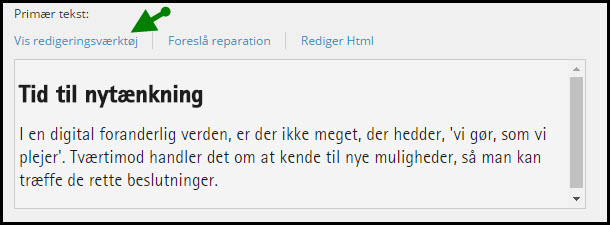 Primær tekst:
Vis redigeringsværktøj Foreslå reparation Rediger Html
Tid til nytænkning
I en digital foranderlig verden, er der ikke meget, der hedder, 'vi gør, som vi
plejer'. Tværtimod handler det om at kende til nye muligheder, så man kan
træffe de rette beslutninger.